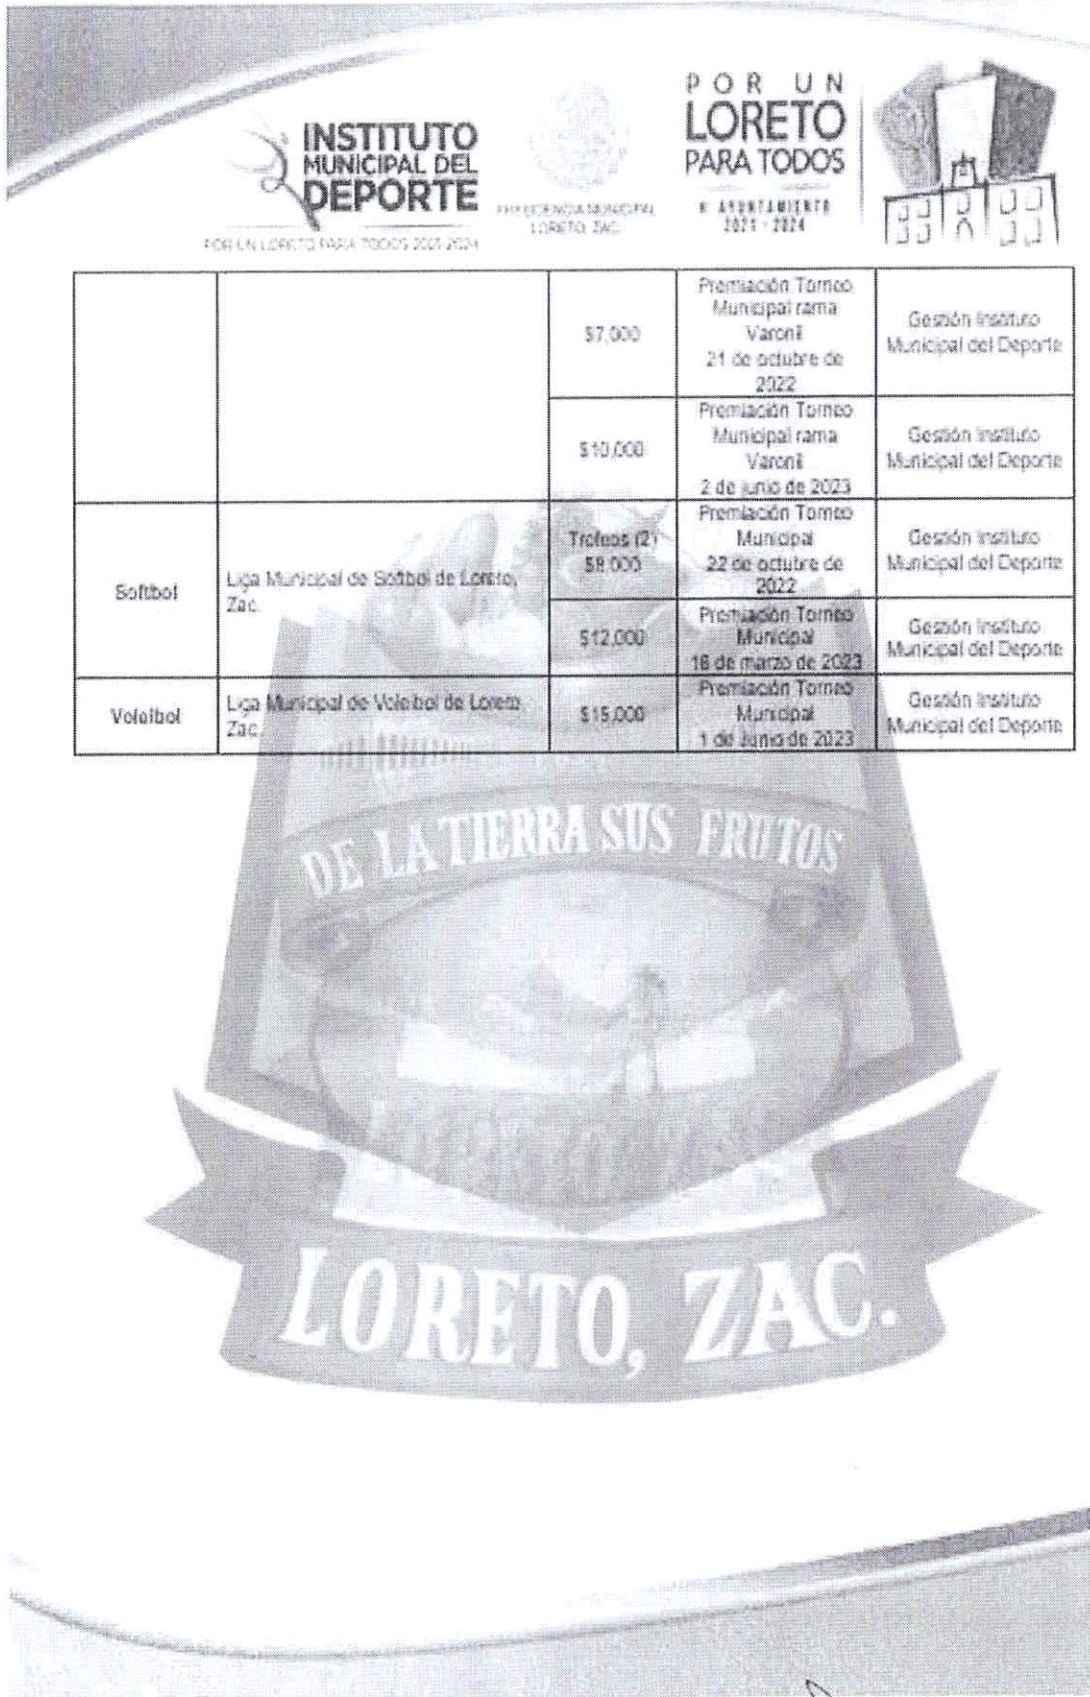 INSTITUTO
MUNICIPAL DEL
DEPORTE
POR UN LORETO PARA TODOS 2021-2024
PRESIDENCIA MUNICIPAL
LORETO, ZAC.
POR UN
LORETO
PARA TODOS
H. AYUNTAMIENTO
2021 - 2024
$7,000
Premiación Torneo
Municipal rama
Varonil
21 de octubre de
2022
Gestión Instituto
Municipal del Deporte
$10,000
Premiación Torneo
Municipal rama
Varonil
2 de junio de 2023
Gestión Instituto
Municipal del Deporte
Softbol
Liga Municipal de Softbol de Loreto,
Zac.
Trofeos (2)
Premiación Torneo
Municipal
22 de octubre de
2022
Gestión Instituto
Municipal del Deporte
$12,000
Premiación Torneo
Municipal
de marzo de 2023
Gestión Instituto
Municipal del Deporte
Voleibol
Liga Municipal de Voleibol de Loreto,
Zac.
$15,000
Premiación Torneo
Municipal
1 de Junio de 2023
Gestión Instituto
Municipal del Deporte
DE LA TIERRA SUS FRUTOS
LORETO, ZAC.